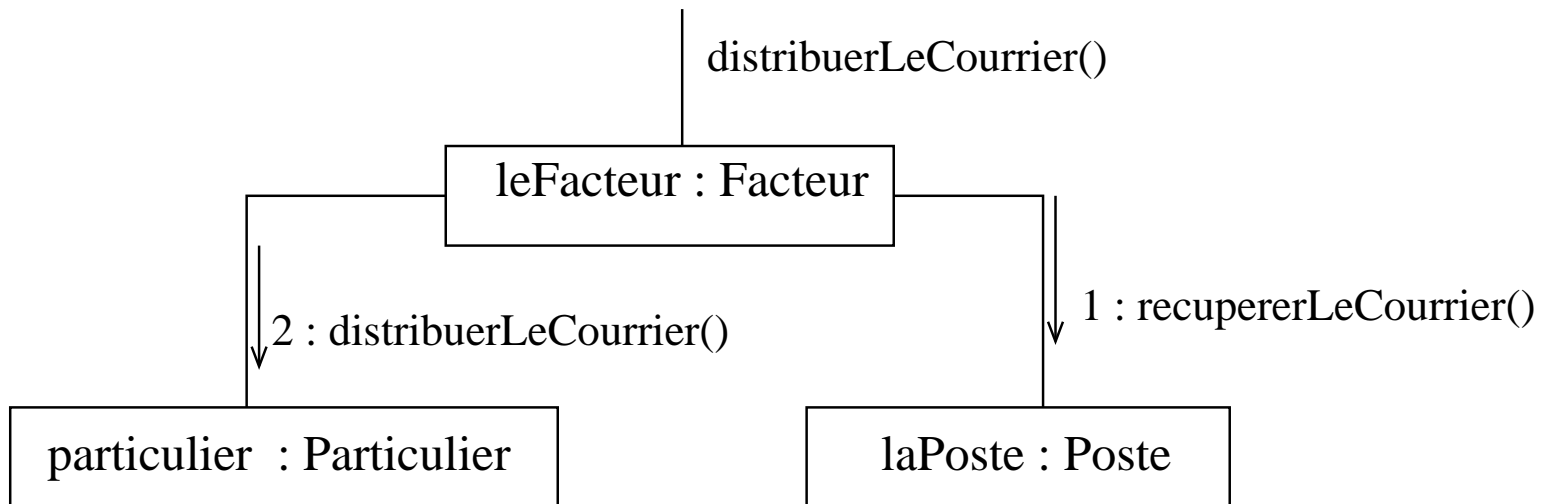 distribuerLeCourrier()
leFacteur : Facteur
1 : recupererLeCourrier()
2 : distribuerLeCourrier()
particulier : Particulier
laPoste : Poste